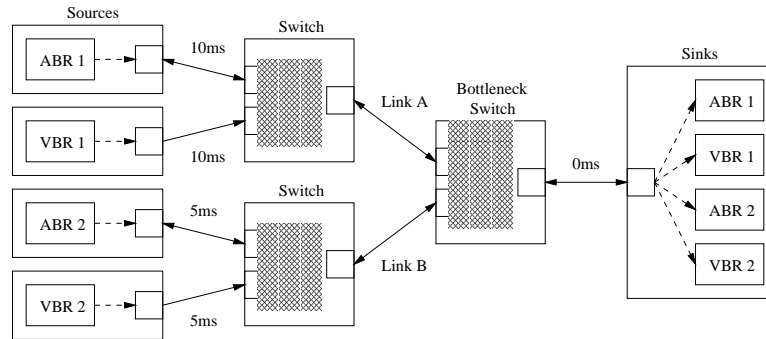 Sources
ABR 1
VBR 1
ABR 2
VBR 2
10ms
10ms
5ms
5ms
Switch
Switch
Link A
Link B
Bottleneck
Switch
0ms
Sinks
ABR 1
VBR 1
ABR 2
VBR 2